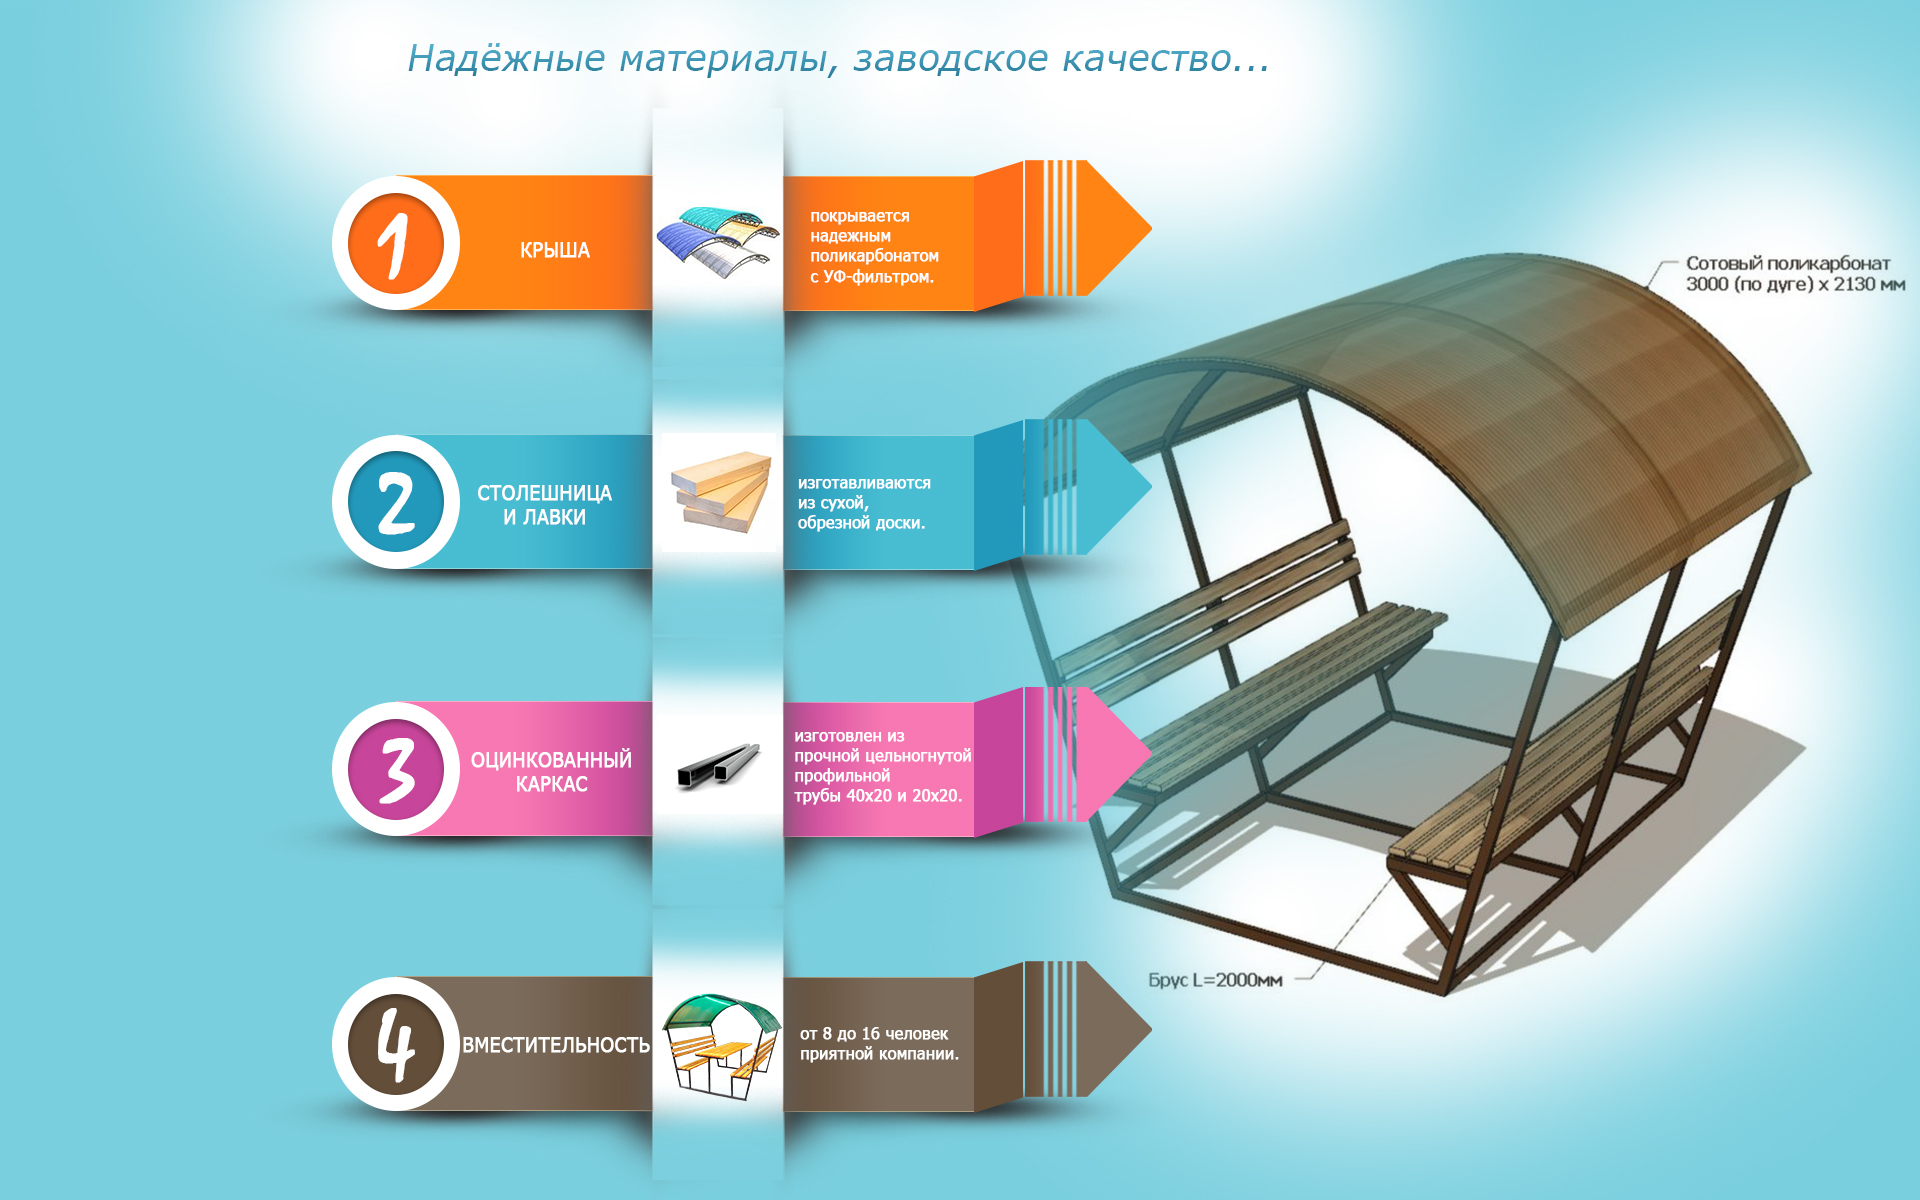 Надёжные материалы, заводское качество...
1
КРЫША
покрывается
надежным
поликарбонатом
с УФ-фильтром.
Сотовый поликарбонат
3000 (по дуге) х 2130 мм
2
СТОЛЕШНИЦА
И ЛАВКИ
изготавливаются
из сухой,
обрезной доски.
3
ОЦИНКОВАННЫЙ
КАРКАС
изготовлен из
прочной цельногнутой
профильной
трубы 40х20 и 20х20.
Брус L=2000мм
4
ВМЕСТИТЕЛЬНОСТЬ
от 8 до 16 человек
приятной компании.